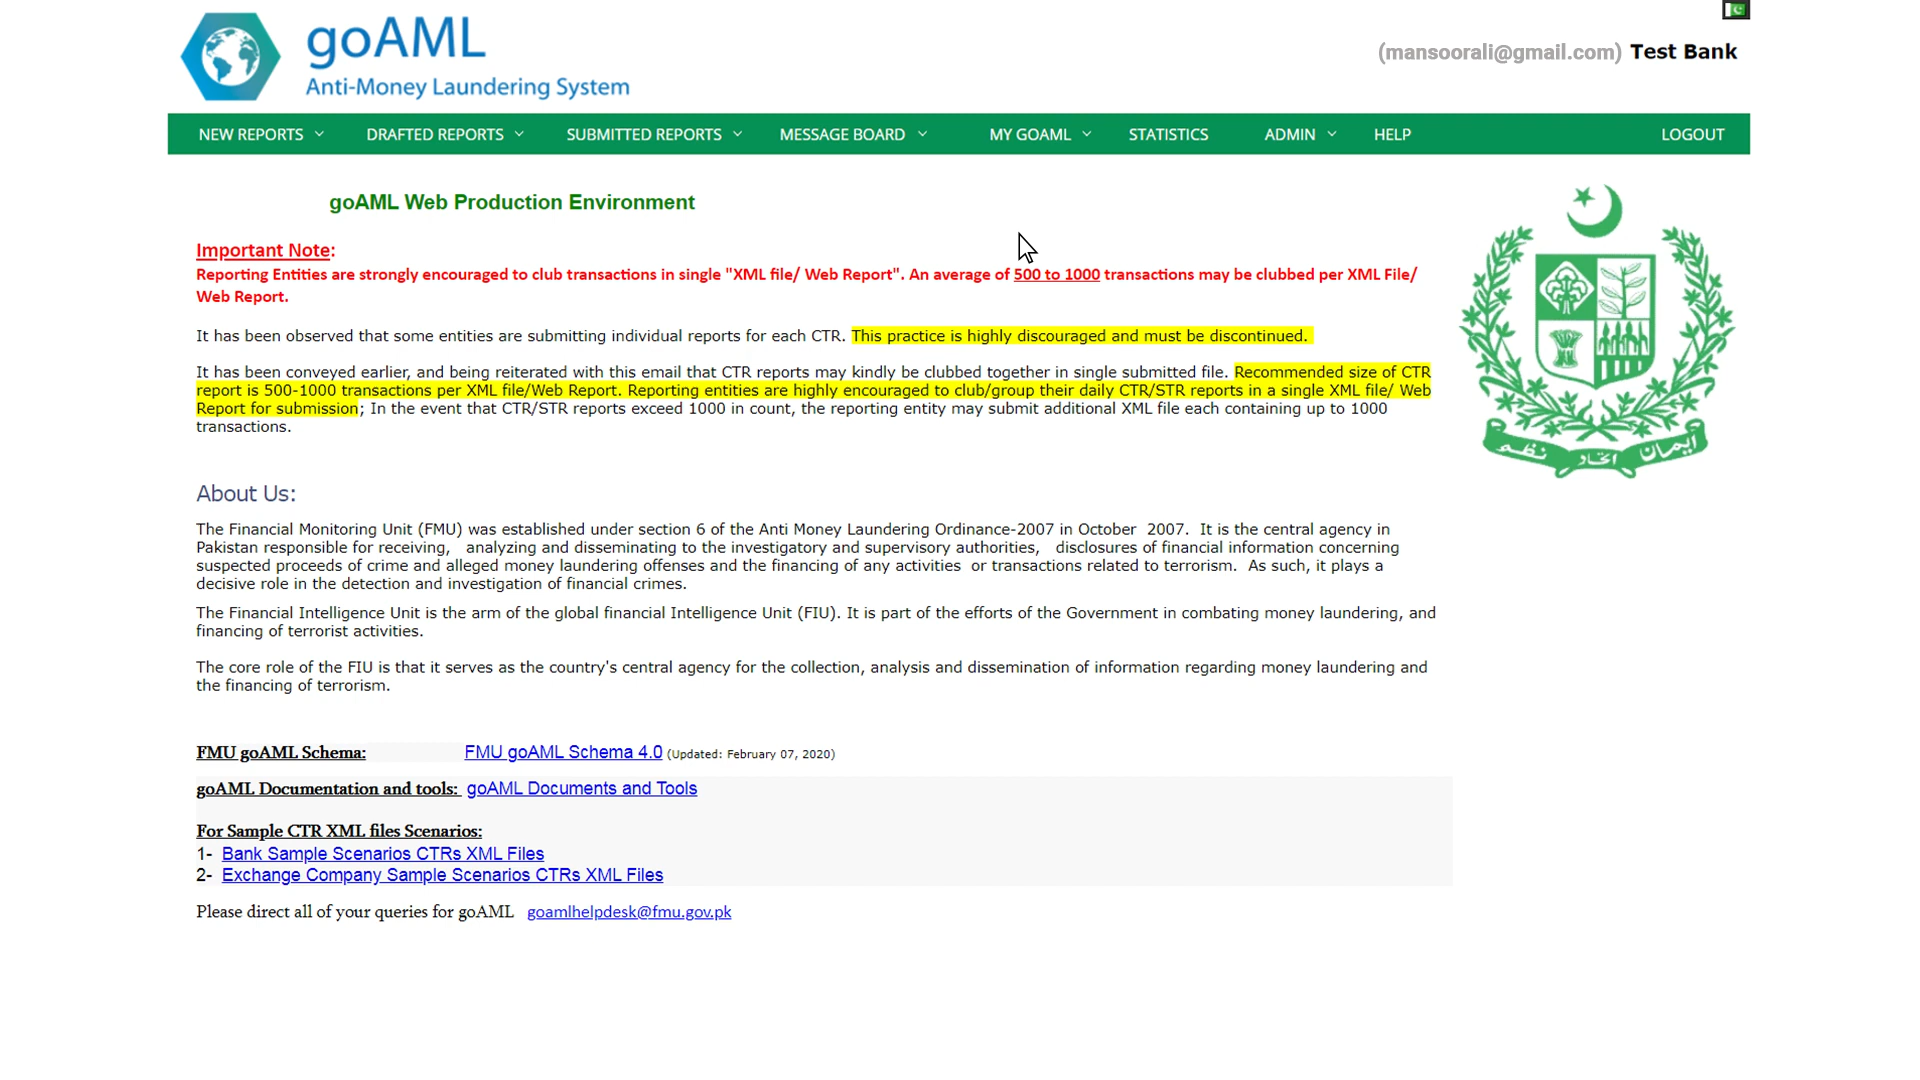 goAML
Anti-Money Laundering System
(mansoorali@gmail.com) Test Bank
NEW REPORTS DRAFTED REPORTS SUBMITTED REPORTS MESSAGE BOARD MY GOAML STATISTICS ADMIN HELP LOGOUT
goAML Web Production Environment
Important Note:
Reporting Entities are strongly encouraged to club transactions in single "XML file/ Web Report". An average of 500 to 1000 transactions may be clubbed per XML File/
Web Report.
It has been observed that some entities are submitting individual reports for each CTR. This practice is highly discouraged and must be discontinued.
It has been conveyed earlier, and being reiterated with this email that CTR reports may kindly be clubbed together in single submitted file. Recommended size of CTR
report is 500-1000 transactions per XML file/Web Report. Reporting entities are highly encouraged to club/group their daily CTR/STR reports in a single XML file/ Web
Report for submission; In the event that CTR/STR reports exceed 1000 in count, the reporting entity may submit additional XML file each containing up to 1000
transactions.
ایمان اتحاد نظم
About Us:
The Financial Monitoring Unit (FMU) was established under section 6 of the Anti Money Laundering Ordinance-2007 in October 2007. It is the central agency in
Pakistan responsible for receiving, analyzing and disseminating to the investigatory and supervisory authorities, disclosures of financial information concerning
suspected proceeds of crime and alleged money laundering offenses and the financing of any activities or transactions related to terrorism. As such, it plays a
decisive role in the detection and investigation of financial crimes.
The Financial Intelligence Unit is the arm of the global financial Intelligence Unit (FIU). It is part of the efforts of the Government in combating money laundering, and
financing of terrorist activities.
The core role of the FIU is that it serves as the country's central agency for the collection, analysis and dissemination of information regarding money laundering and
the financing of terrorism.
FMU goAML Schema: FMU goAML Schema 4.0 (Updated: February 07, 2020)
goAML Documentation and tools: goAML Documents and Tools
For Sample CTR XML files Scenarios:
1- Bank Sample Scenarios CTRs XML Files
2- Exchange Company Sample Scenarios CTRs XML Files
Please direct all of your queries for goAML goamlhelpdesk@fmu.gov.pk